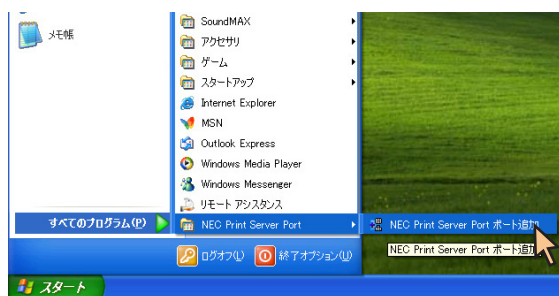 メモ帳
SoundMAX
アクセサリ
ゲーム
スタートアップ
Internet Explorer
MSN
Outlook Express
Windows Media Player
Windows Messenger
リモート アシスタンス
すべてのプログラム(P)
NEC Print Server Port
NEC Print Server Port ポート追加
NEC Print Server Port ポート追加
ログオフ(L)
終了オプション(U)
スタート